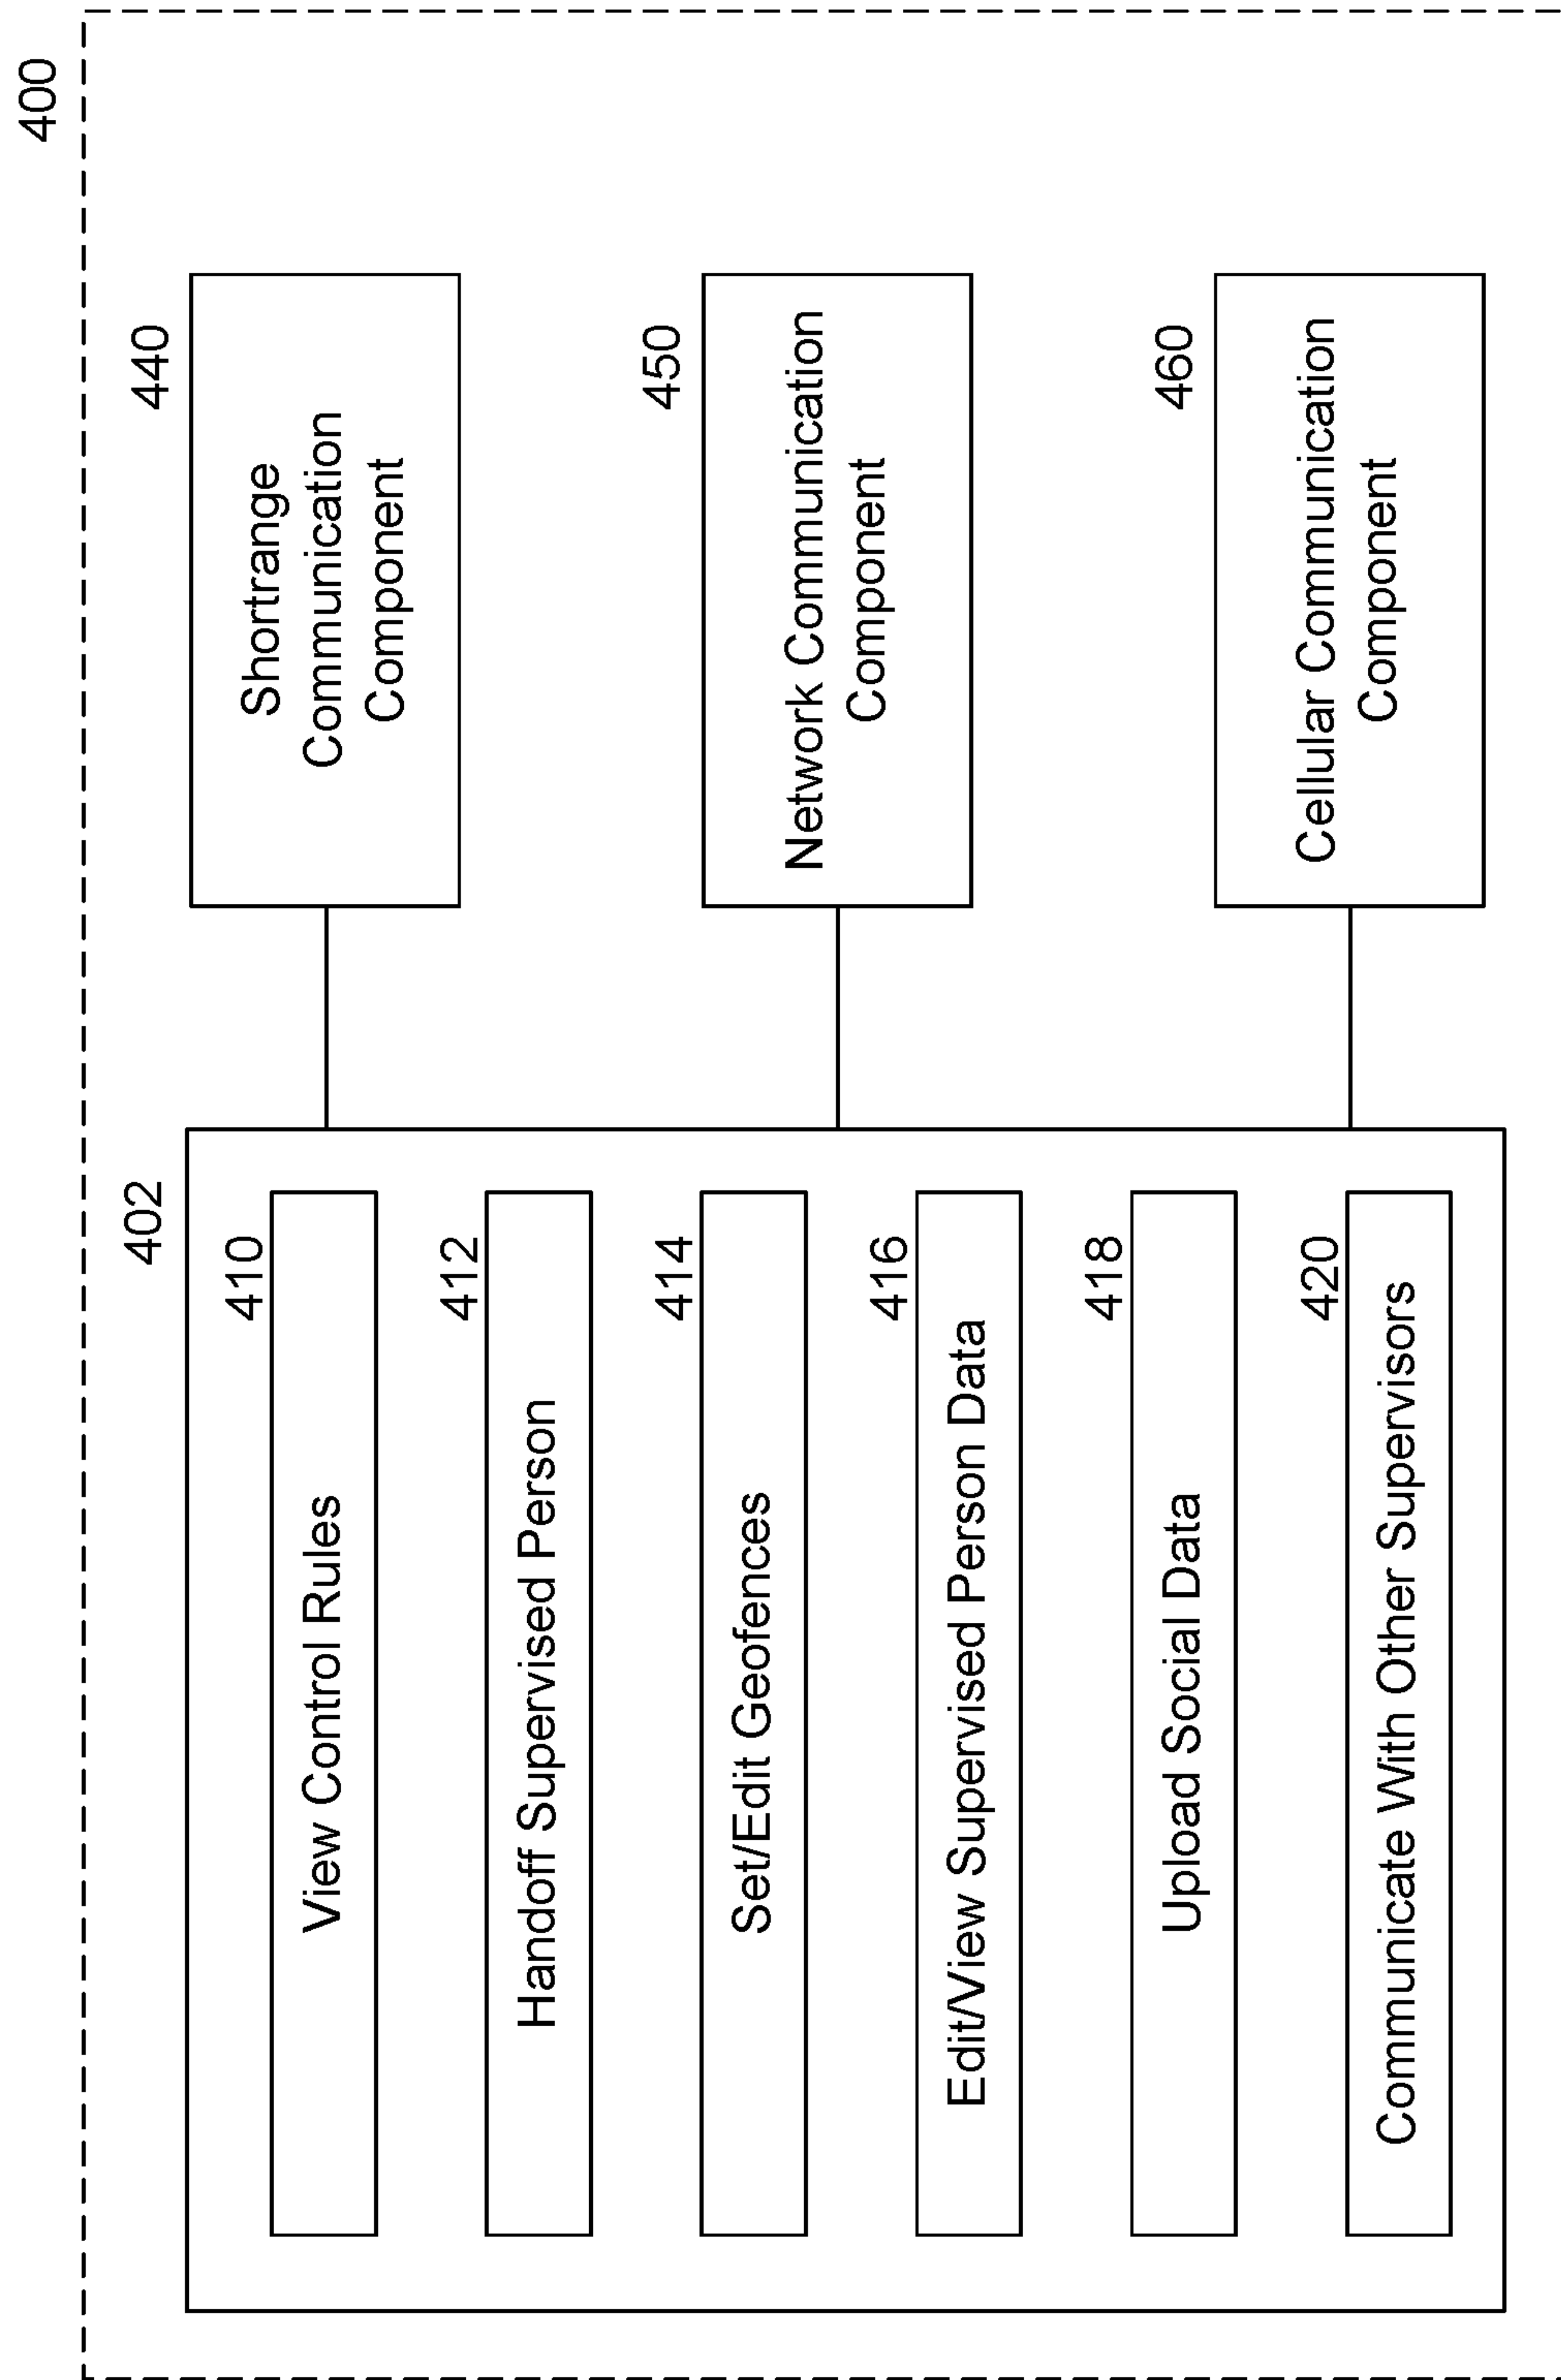 400
402
410
View Control Rules
412
Handoff Supervised Person
414
Set/Edit Geofences
416
Edit/View Supervised Person Data
418
Upload Social Data
420
Communicate With Other Supervisors
440
Shortrange
Communication
Component
450
Network Communication
Component
460
Cellular Communication
Component